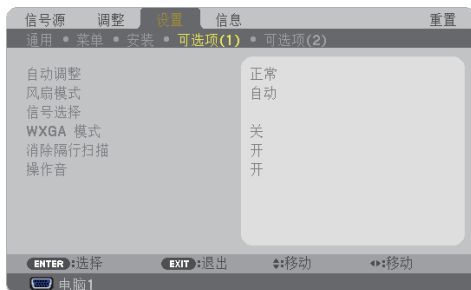 信号源 调整 设置 信息 重置
通用 • 菜单 • 安装 • 可选项(1) • 可选项(2)
自动调整 正常
风扇模式 自动
信号选择
WXGA 模式 关
消除隔行扫描 开
操作音 开
ENTER:选择 EXIT:退出 :移动 :移动
电脑1